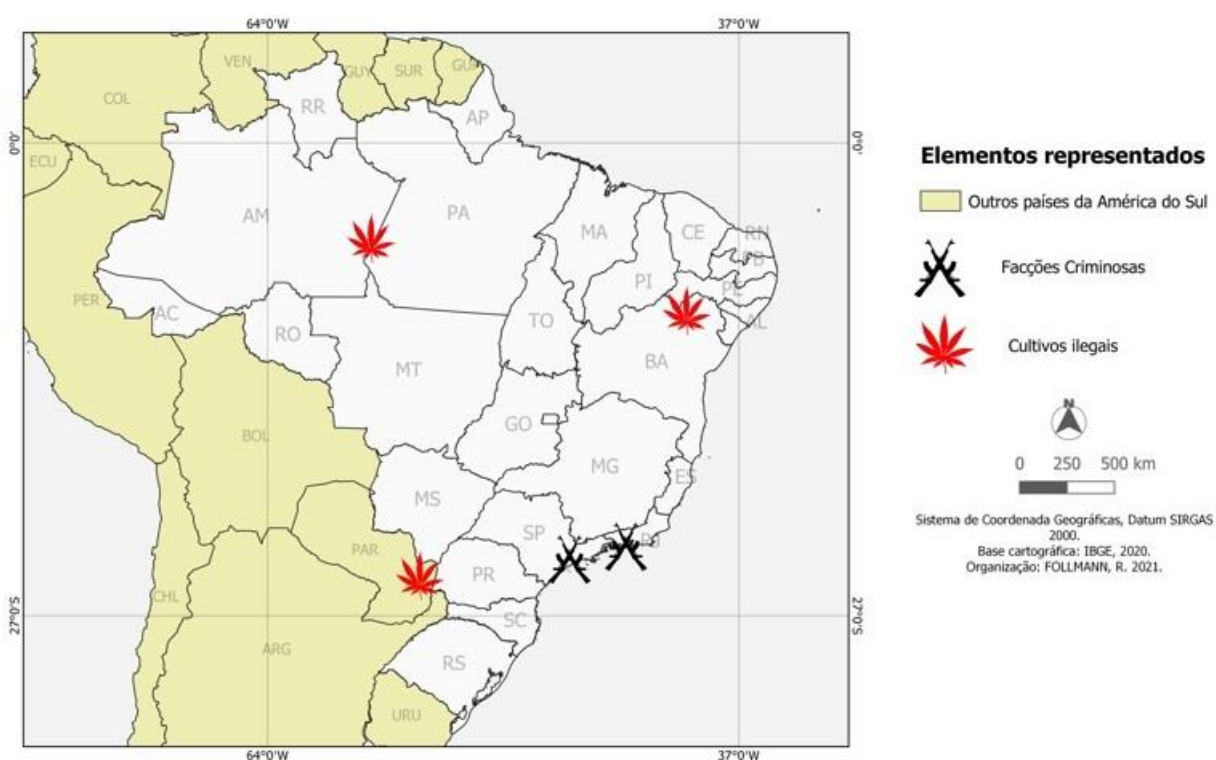 64°0'W 37°0'W
VEN
GUY
SUR
GUF
COL
RR
AP
0°0' 0°0'
ECU
AM
PA
MA
CE
RN
PB
PI
PE
PER
AC
AL
RO
TO
BA
MT
GO
BOL
MG
ES
MS
SP
RJ
PAR
PR
CHL
27°0'S 27°0'S
SC
ARG
RS
URU
64°0'W 37°0'W
Elementos representados
Outros países da América do Sul
Facções Criminosas
Cultivos ilegais
N
0 250 500 km
Sistema de Coordenada Geográficas, Datum SIRGAS
2000.
Base cartográfica: IBGE, 2020.
Organização: FOLLMANN, R. 2021.